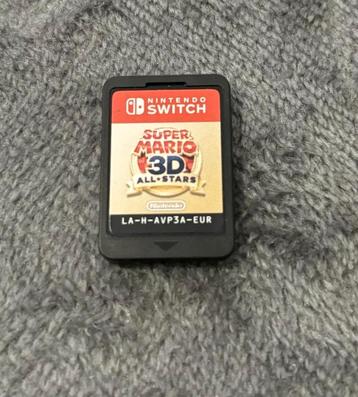 NINTENDO
SWITCH
SUPER
MARIO
3D
ALL★STARS
Nintendo
LA-H-AVP3A-EUR